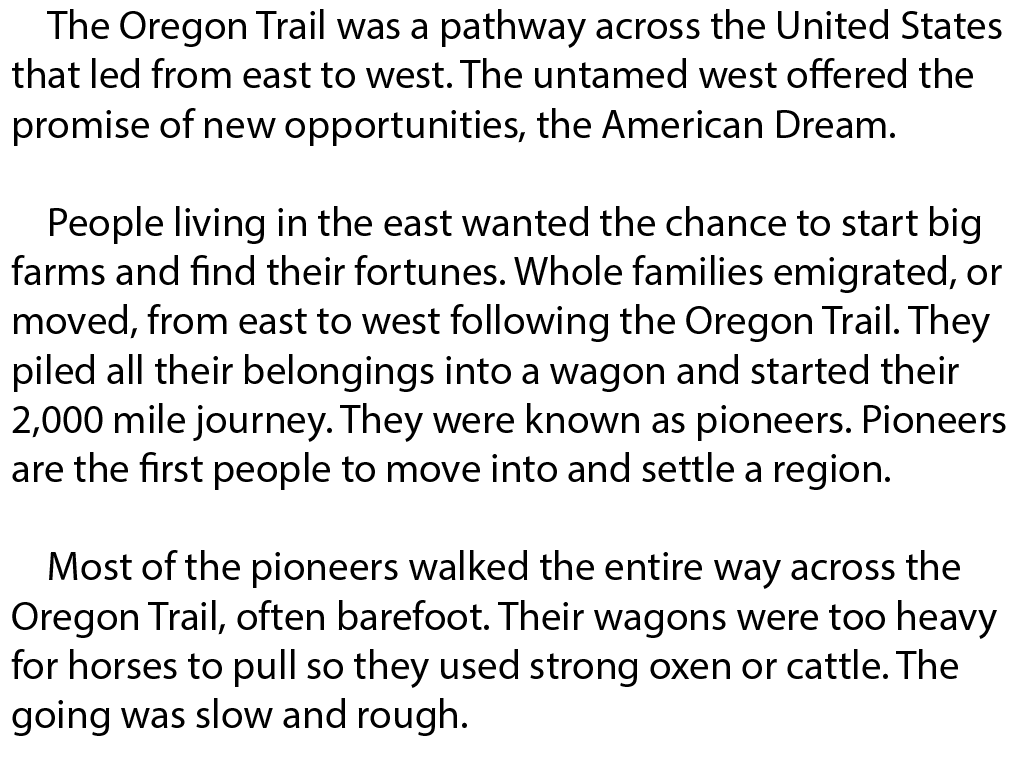 The Oregon Trail was a pathway across the United States
that led from east to west. The untamed west offered the
promise of new opportunities, the American Dream.
People living in the east wanted the chance to start big
farms and find their fortunes. Whole families emigrated, or
moved, from east to west following the Oregon Trail. They
piled all their belongings into a wagon and started their
2,000 mile journey. They were known as pioneers. Pioneers
are the first people to move into and settle a region.
Most of the pioneers walked the entire way across the
Oregon Trail, often barefoot. Their wagons were too heavy
for horses to pull so they used strong oxen or cattle. The
going was slow and rough.